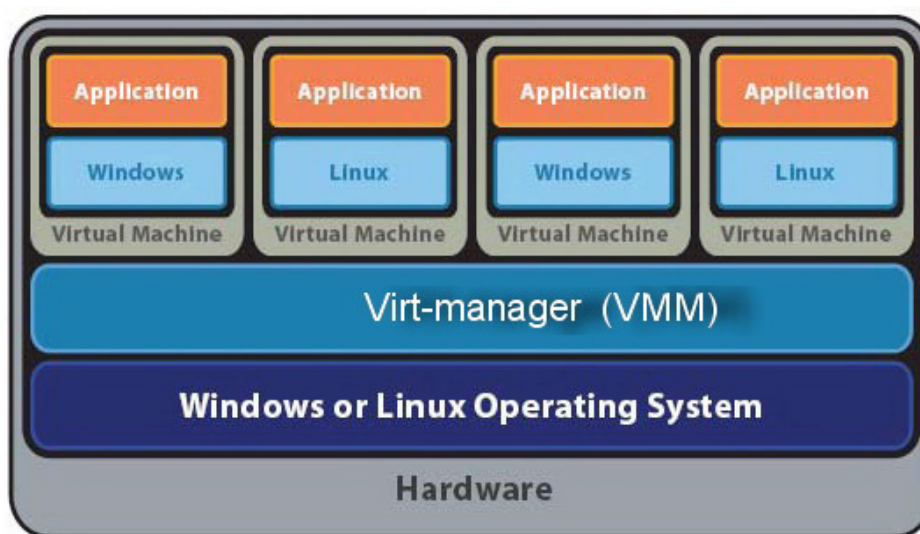 Application Application Application Application
Windows Linux Windows Linux
Virtual Machine Virtual Machine Virtual Machine Virtual Machine
Virt-manager (VMM)
Windows or Linux Operating System
Hardware